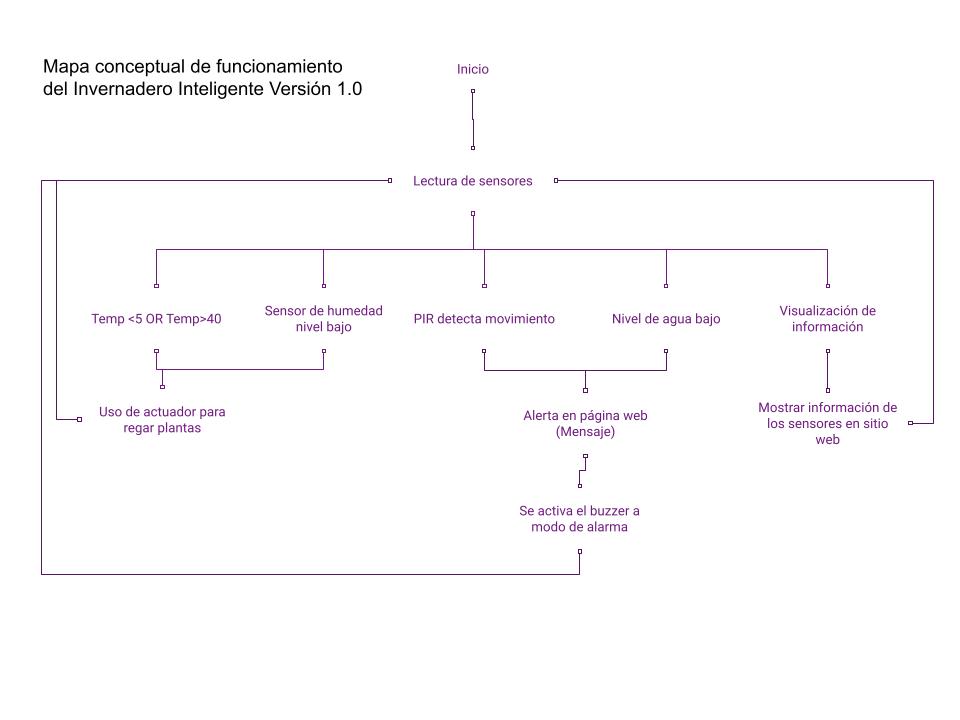 Mapa conceptual de funcionamiento
del Invernadero Inteligente Versión 1.0
Inicio
Lectura de sensores
Temp <5 OR Temp>40
Sensor de humedad
nivel bajo
PIR detecta movimiento
Nivel de agua bajo
Visualización de
información
Uso de actuador para
regar plantas
Alerta en página web
(Mensaje)
Mostrar información de
los sensores en sitio
web
Se activa el buzzer a
modo de alarma